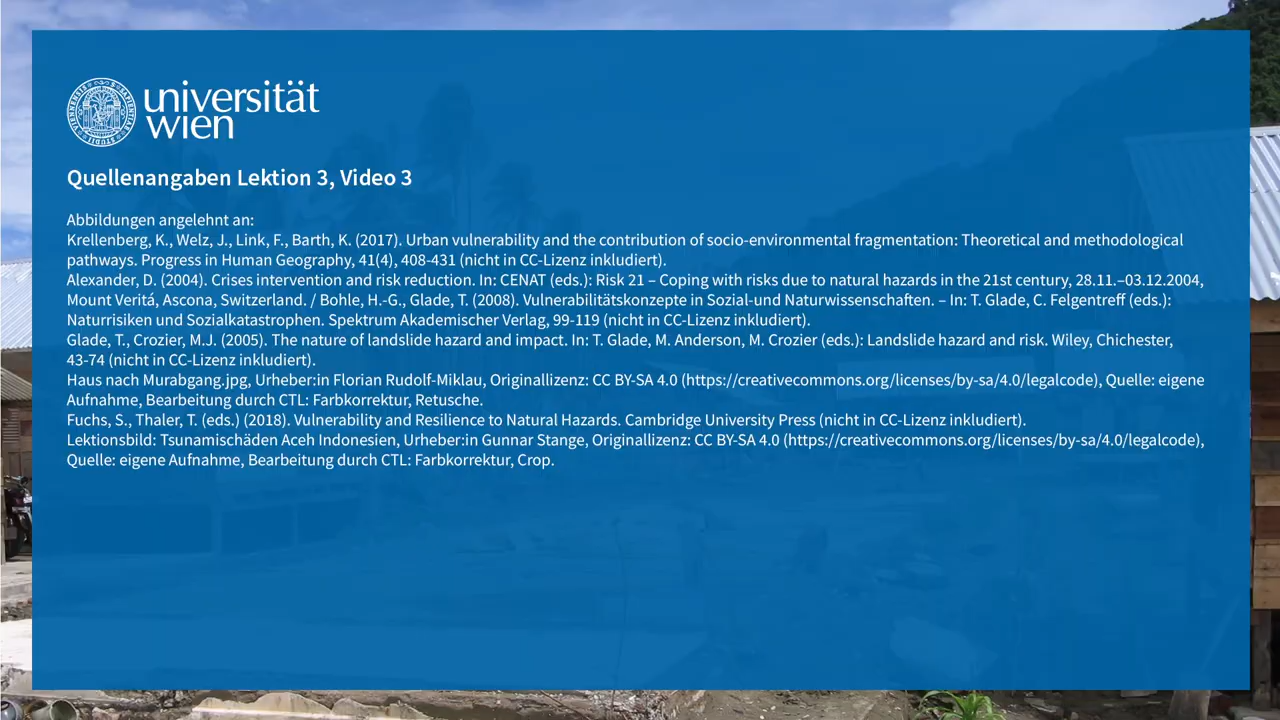 universität
wien
Quellenangaben Lektion 3, Video 3
Abbildungen angelehnt an:
Krellenberg, K., Welz, J., Link, F., Barth, K. (2017). Urban vulnerability and the contribution of socio-environmental fragmentation: Theoretical and methodological
pathways. Progress in Human Geography, 41(4), 408-431 (nicht in CC-Lizenz inkludiert).
Alexander, D. (2004). Crises intervention and risk reduction. In: CENAT (eds.): Risk 21 – Coping with risks due to natural hazards in the 21st century, 28.11.–03.12.2004,
Mount Veritá, Ascona, Switzerland. / Bohle, H.-G., Glade, T. (2008). Vulnerabilitätskonzepte in Sozial-und Naturwissenschaften. – In: T. Glade, C. Felgentreff (eds.):
Naturrisiken und Sozialkatastrophen. Spektrum Akademischer Verlag, 99-119 (nicht in CC-Lizenz inkludiert).
Glade, T., Crozier, M.J. (2005). The nature of landslide hazard and impact. In: T. Glade, M. Anderson, M. Crozier (eds.): Landslide hazard and risk. Wiley, Chichester,
43-74 (nicht in CC-Lizenz inkludiert).
Haus nach Murabgang.jpg, Urheber:in Florian Rudolf-Miklau, Originallizenz: CC BY-SA 4.0 (https://creativecommons.org/licenses/by-sa/4.0/legalcode), Quelle: eigene
Aufnahme, Bearbeitung durch CTL: Farbkorrektur, Retusche.
Fuchs, S., Thaler, T. (eds.) (2018). Vulnerability and Resilience to Natural Hazards. Cambridge University Press (nicht in CC-Lizenz inkludiert).
Lektionsbild: Tsunamischäden Aceh Indonesien, Urheber:in Gunnar Stange, Originallizenz: CC BY-SA 4.0 (https://creativecommons.org/licenses/by-sa/4.0/legalcode),
Quelle: eigene Aufnahme, Bearbeitung durch CTL: Farbkorrektur, Crop.